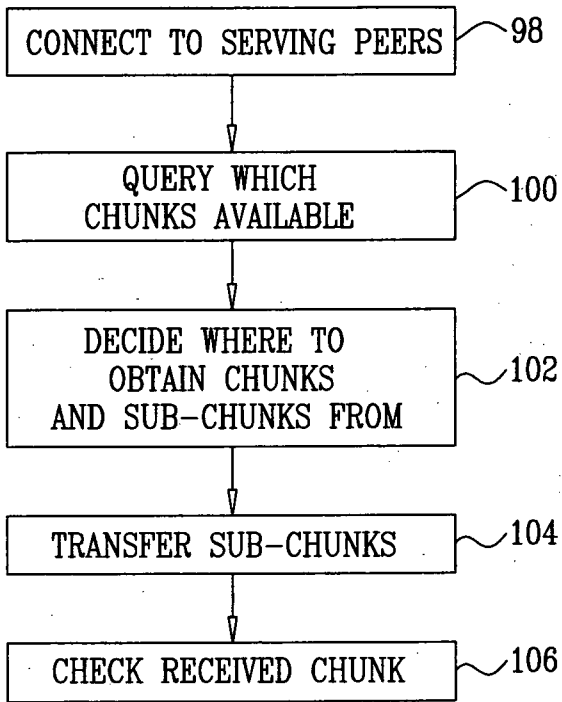 CONNECT TO SERVING PEERS
98
QUERY WHICH
CHUNKS AVAILABLE
100
DECIDE WHERE TO
OBTAIN CHUNKS
AND SUB-CHUNKS FROM
102
TRANSFER SUB-CHUNKS
104
CHECK RECEIVED CHUNK
106